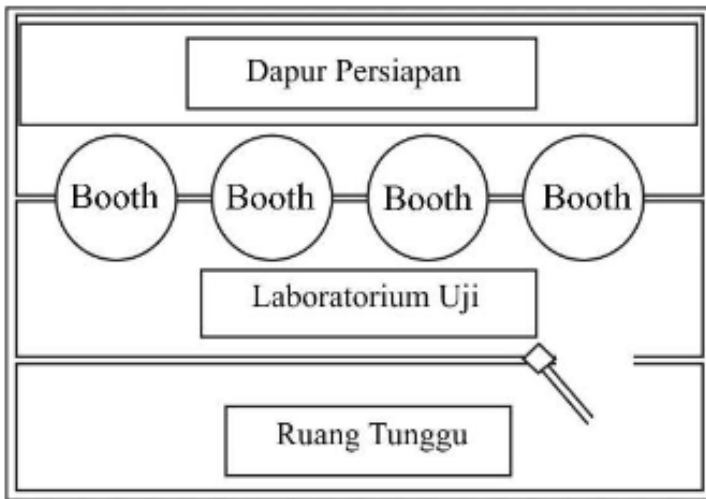 Dapur Persiapan
Booth Booth Booth Booth
Laboratorium Uji
Ruang Tunggu